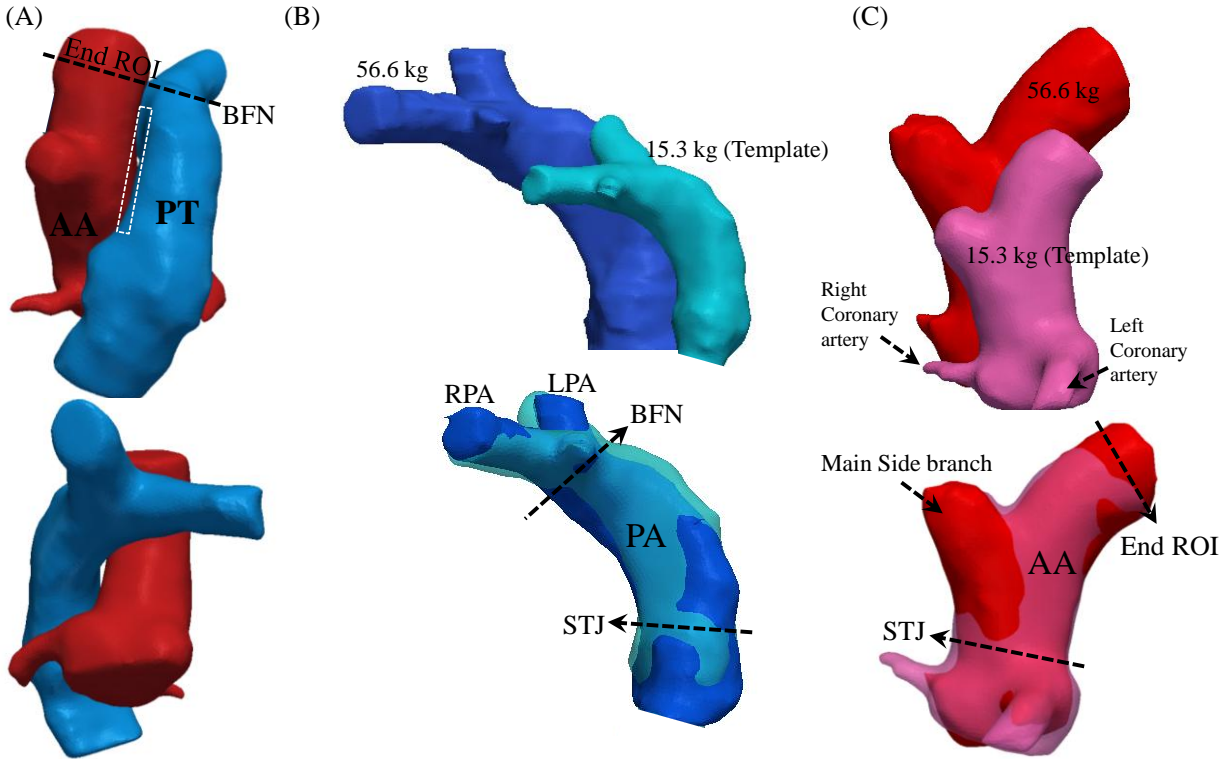 (A)
End ROI
BFN
AA
PT
(B)
56.6 kg
15.3 kg (Template)
RPA
LPA
BFN
PA
STJ
(C)
56.6 kg
15.3 kg (Template)
Right
Coronary
artery
Left
Coronary
artery
Main Side branch
End ROI
AA
STJ